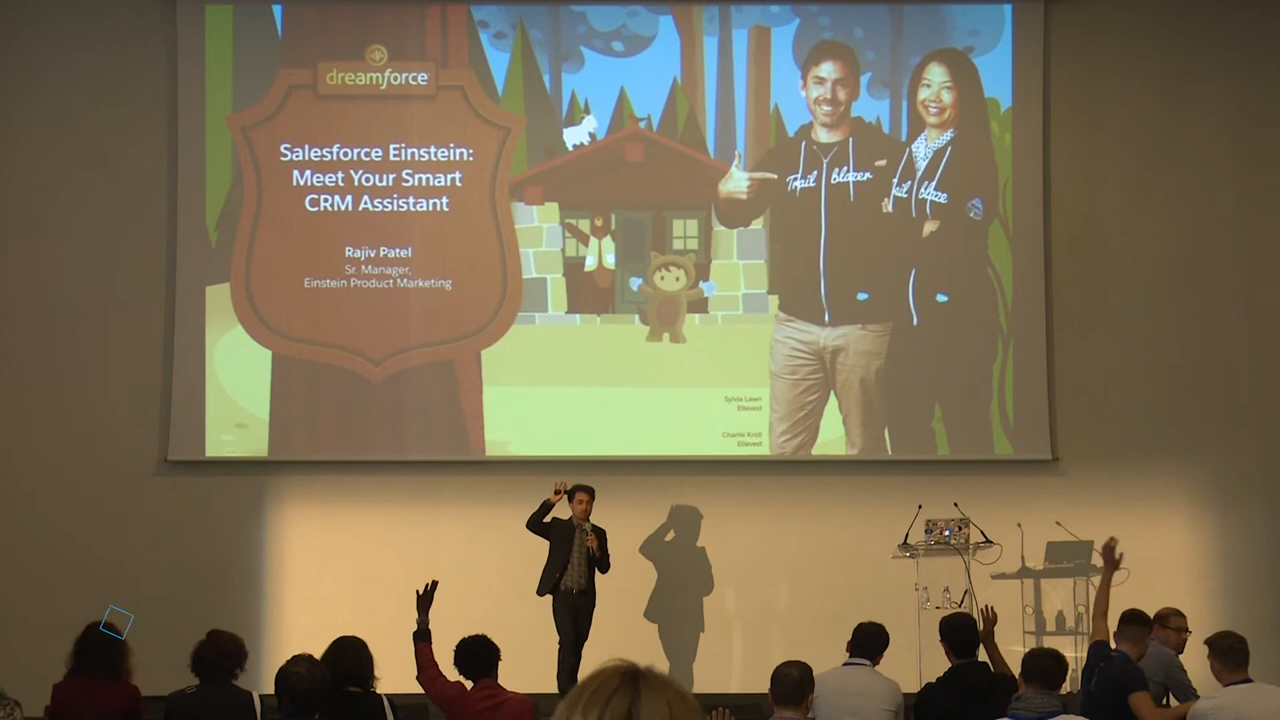 dreamforce
Salesforce Einstein:
Meet Your Smart
CRM Assistant
Rajiv Patel
Sr. Manager,
Einstein Product Marketing
Trail blazer
Trail blaze
Sylvia Lawn
Ellevest
Charlie Kroll
Ellevest